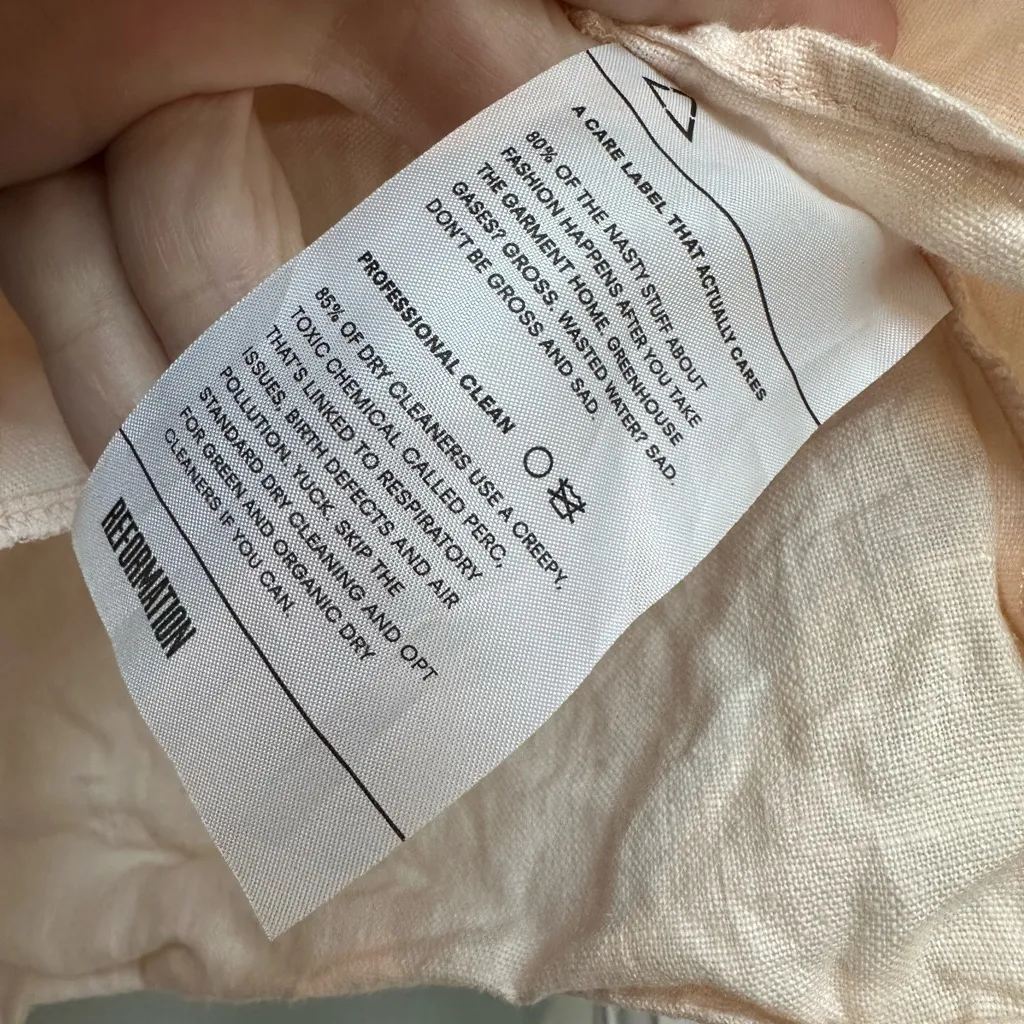 A CARE LABEL THAT ACTUALLY CARES
80% OF THE NASTY STUFF ABOUT
FASHION HAPPENS AFTER YOU TAKE
THE GARMENT HOME. GREENHOUSE
GASES? GROSS. WASTED WATER? SAD.
DON'T BE GROSS AND SAD.
PROFESSIONAL CLEAN
85% OF DRY CLEANERS USE A CREEPY,
TOXIC CHEMICAL CALLED PERC,
THAT'S LINKED TO RESPIRATORY
ISSUES, BIRTH DEFECTS AND AIR
POLLUTION. YUCK. SKIP THE
STANDARD DRY CLEANING AND OPT
FOR GREEN AND ORGANIC DRY
CLEANERS IF YOU CAN.
REFORMATION